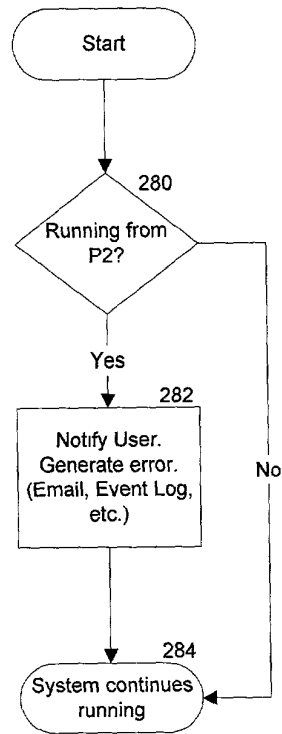 Start
280
Running from
P2?
Yes
282
Notify User.
Generate error.
(Email, Event Log,
etc.)
No
284
System continues
running